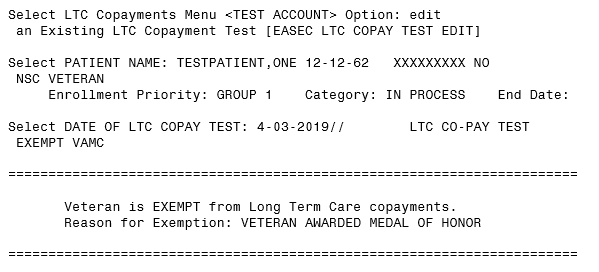 Select LTC Copayments Menu <TEST ACCOUNT> Option: edit
an Existing LTC Copayment Test [EASEC LTC COPAY TEST EDIT]
Select PATIENT NAME: TESTPATIENT,ONE 12-12-62 XXXXXXXXX NO
NSC VETERAN
Enrollment Priority: GROUP 1 Category: IN PROCESS End Date:
Select DATE OF LTC COPAY TEST: 4-03-2019// LTC CO-PAY TEST
EXEMPT VAMC
=======================================================================
Veteran is EXEMPT from Long Term Care copayments.
Reason for Exemption: VETERAN AWARDED MEDAL OF HONOR
=======================================================================